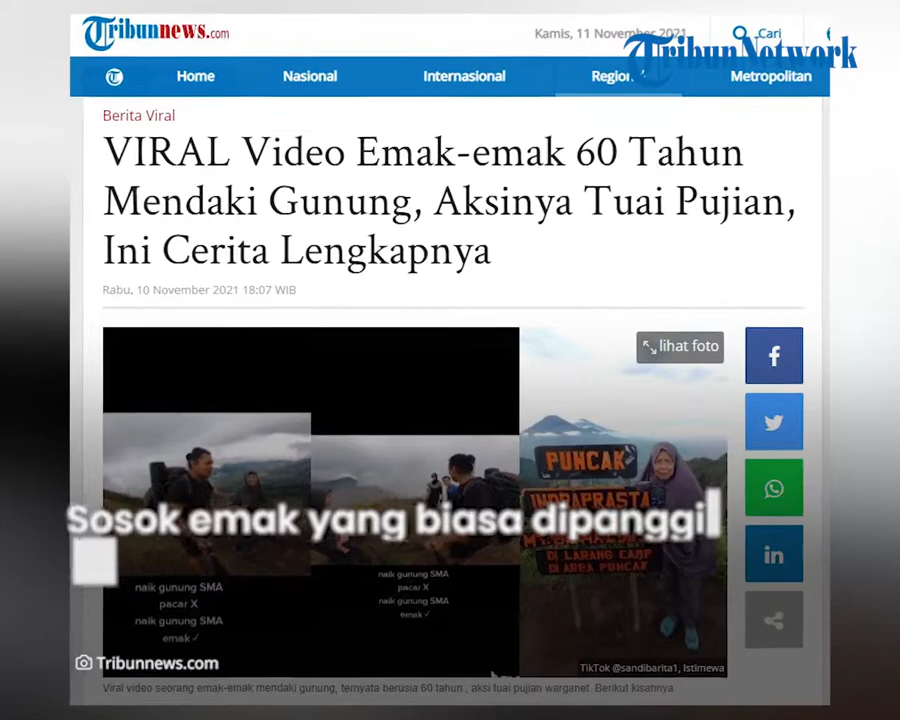 Tribunnews.com
Kamis, 11 November 2021
Cari
TribunNetwork
Home
Nasional
Internasional
Region
Metropolitan
Berita Viral
VIRAL Video Emak-emak 60 Tahun
Mendaki Gunung, Aksinya Tuai Pujian,
Ini Cerita Lengkapnya
Rabu, 10 November 2021 18:07 WIB
lihat foto
PUNCAK
INDRAPRASTA
DI LARANG CAMP
DI AREA PUNCAK
Sosok emak yang biasa dipanggil
naik gunung SMA
pacar X
naik gunung SMA
emak ✓
naik gunung SMA
pacar X
naik gunung SMA
emak ✓
Tribunnews.com
TikTok @sandibarita1, Istimewa
Viral video seorang emak-emak mendaki gunung, ternyata berusia 60 tahun , aksi tuai pujian warganet. Berikut kisahnya.